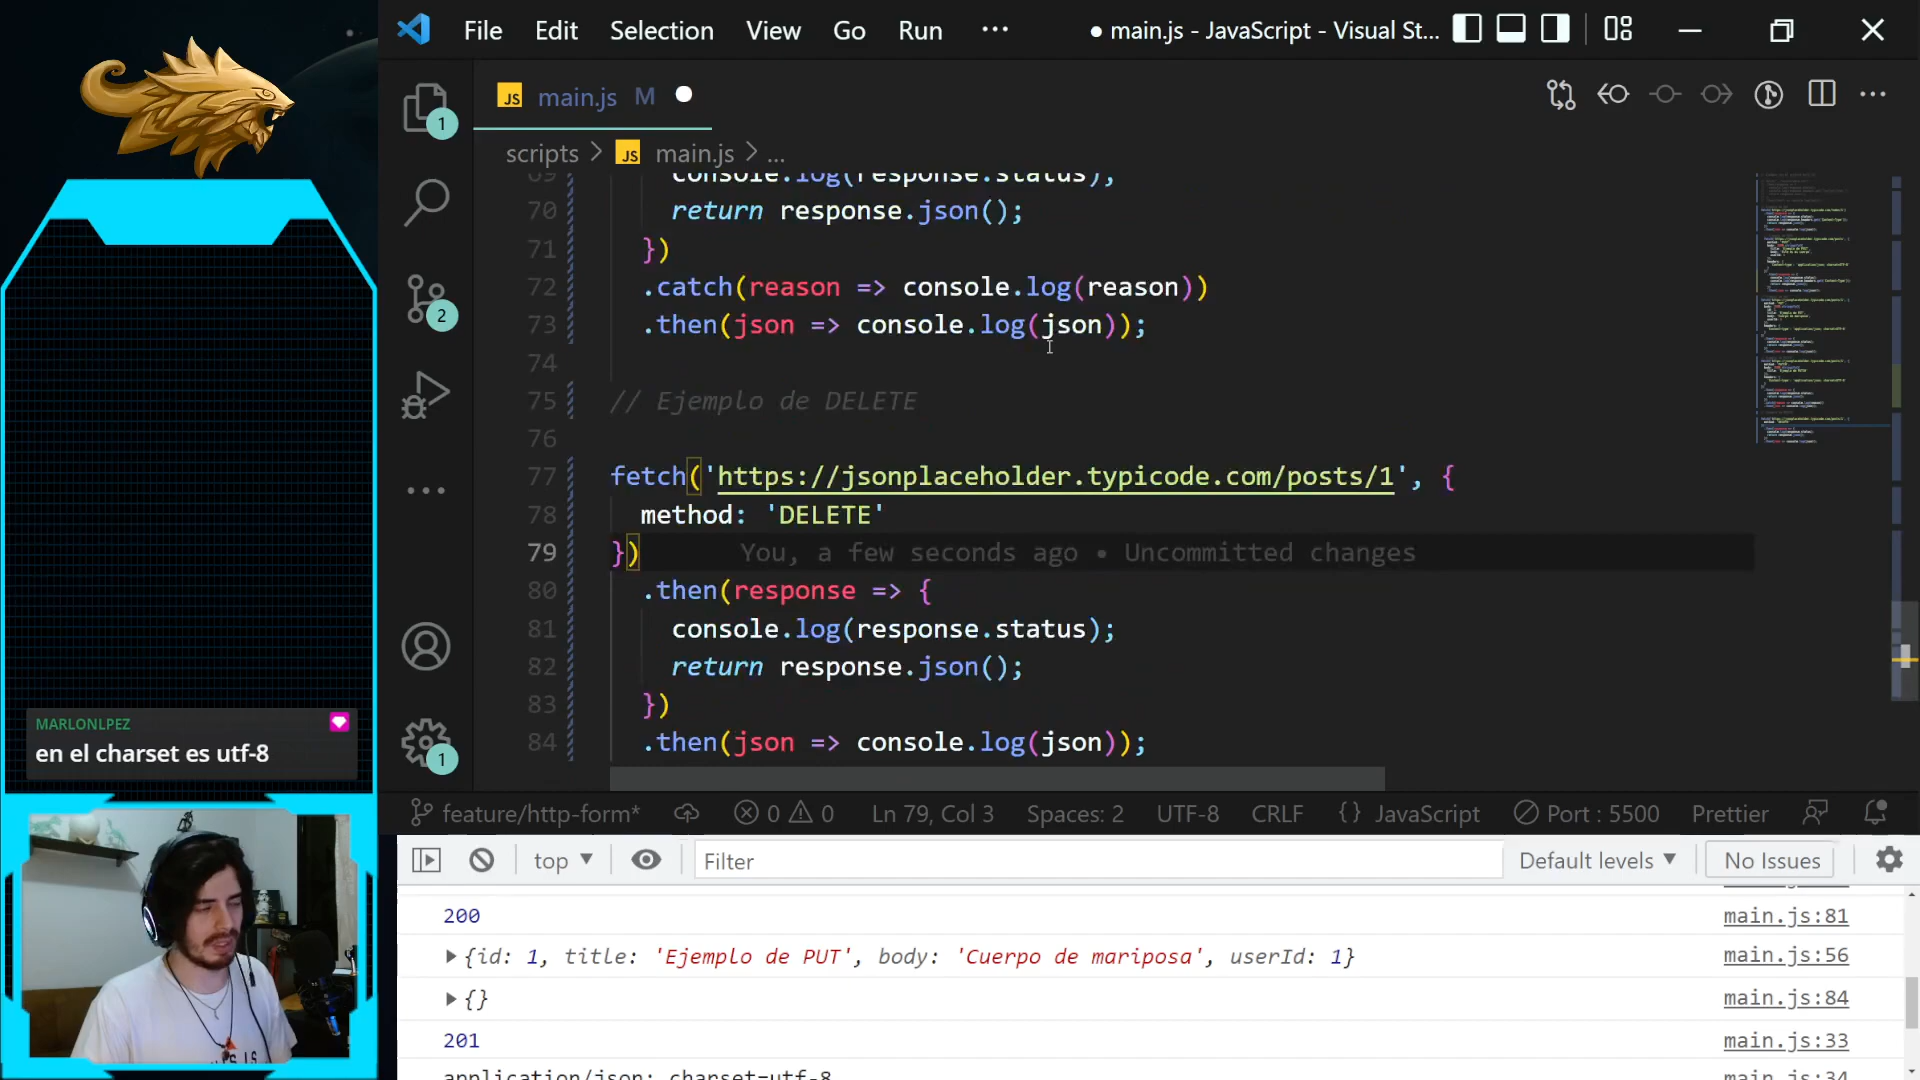 File Edit Selection View Go Run ···
● main.js - JavaScript - Visual St...
JS main.js M
scripts > JS main.js > ...
1
2
1
69 console.log(response.status);
70 return response.json();
71 })
72 .catch(reason => console.log(reason))
73 .then(json => console.log(json));
74
75 // Ejemplo de DELETE
76
77 fetch('https://jsonplaceholder.typicode.com/posts/1', {
78 method: 'DELETE'
79 }) You, a few seconds ago • Uncommitted changes
80 .then(response => {
81 console.log(response.status);
82 return response.json();
83 })
84 .then(json => console.log(json));
MARLONLPEZ
en el charset es utf-8
feature/http-form* 0 0 Ln 79, Col 3 Spaces: 2 UTF-8 CRLF {} JavaScript Port : 5500 Prettier
top ▼ Filter Default levels ▼ No Issues
200 main.js:81
{id: 1, title: 'Ejemplo de PUT', body: 'Cuerpo de mariposa', userId: 1} main.js:56
{} main.js:84
201 main.js:33
application/json; charset=utf-8 main.js:34